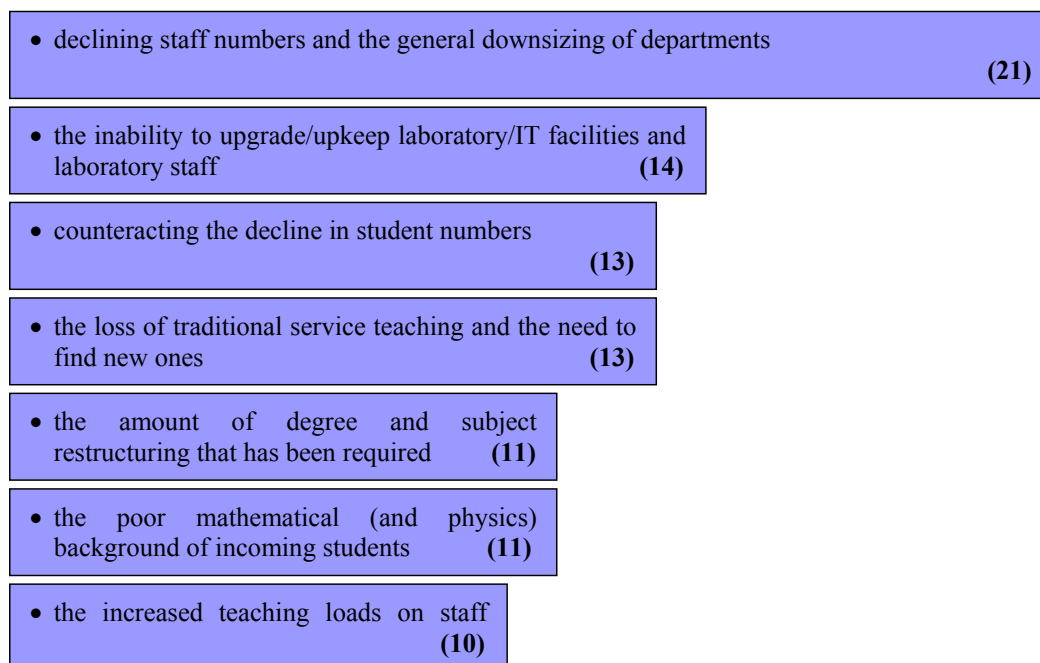 • declining staff numbers and the general downsizing of departments
(21)
• the inability to upgrade/upkeep laboratory/IT facilities and
laboratory staff (14)
• counteracting the decline in student numbers
(13)
• the loss of traditional service teaching and the need to
find new ones (13)
• the amount of degree and subject
restructuring that has been required (11)
• the poor mathematical (and physics)
background of incoming students (11)
• the increased teaching loads on staff
(10)